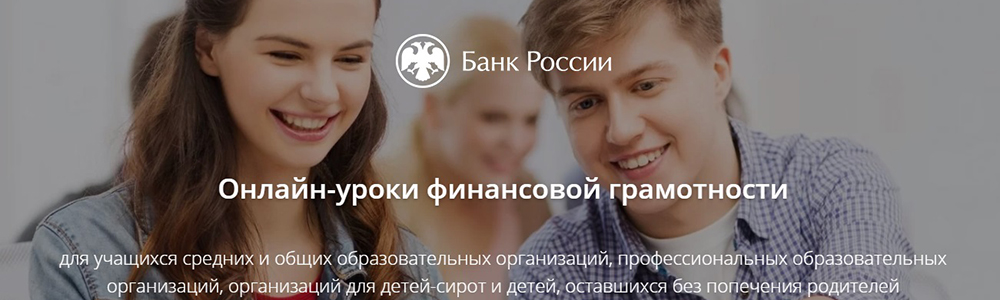 Банк России
Онлайн-уроки финансовой грамотности
для учащихся средних и общих образовательных организаций, профессиональных образовательных
организаций, организаций для детей-сирот и детей, оставшихся без попечения родителей